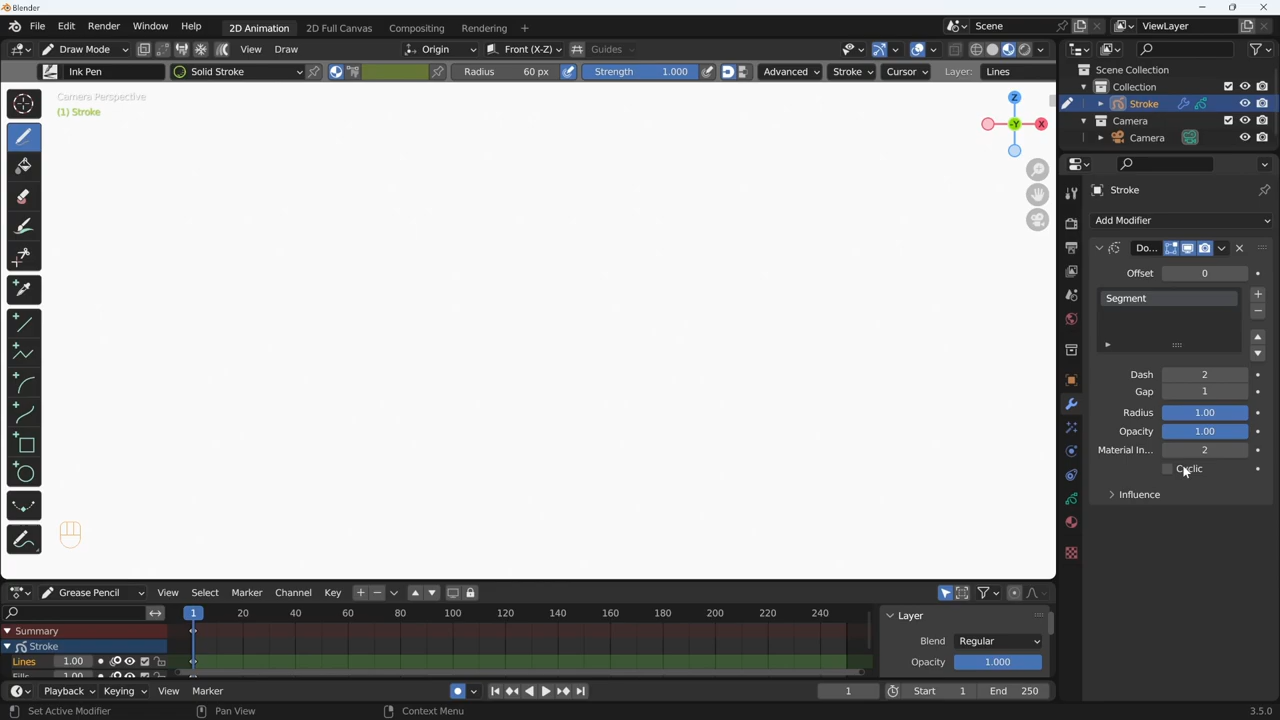 Blender
File Edit Render Window Help 2D Animation 2D Full Canvas Compositing Rendering + Scene ViewLayer
Draw Mode View Draw Origin Front (X-Z) Guides
Ink Pen Solid Stroke Radius 60 px Strength 1.000 Advanced Stroke Cursor Layer: Lines
Camera Perspective
(1) Stroke
Z
-Y X
Scene Collection
Collection
Stroke
Camera
Camera
Stroke
Add Modifier
Do...
Offset 0
Segment
Dash 2
Gap 1
Radius 1.00
Opacity 1.00
Material In... 2
Cyclic
Influence
Grease Pencil View Select Marker Channel Key
1 20 40 60 80 100 120 140 160 180 200 220 240
Summary
Stroke
Lines 1.00
Fills 1.00
Layer
Blend Regular
Opacity 1.000
Playback Keying View Marker 1 Start 1 End 250
Set Active Modifier Pan View Context Menu 3.5.0